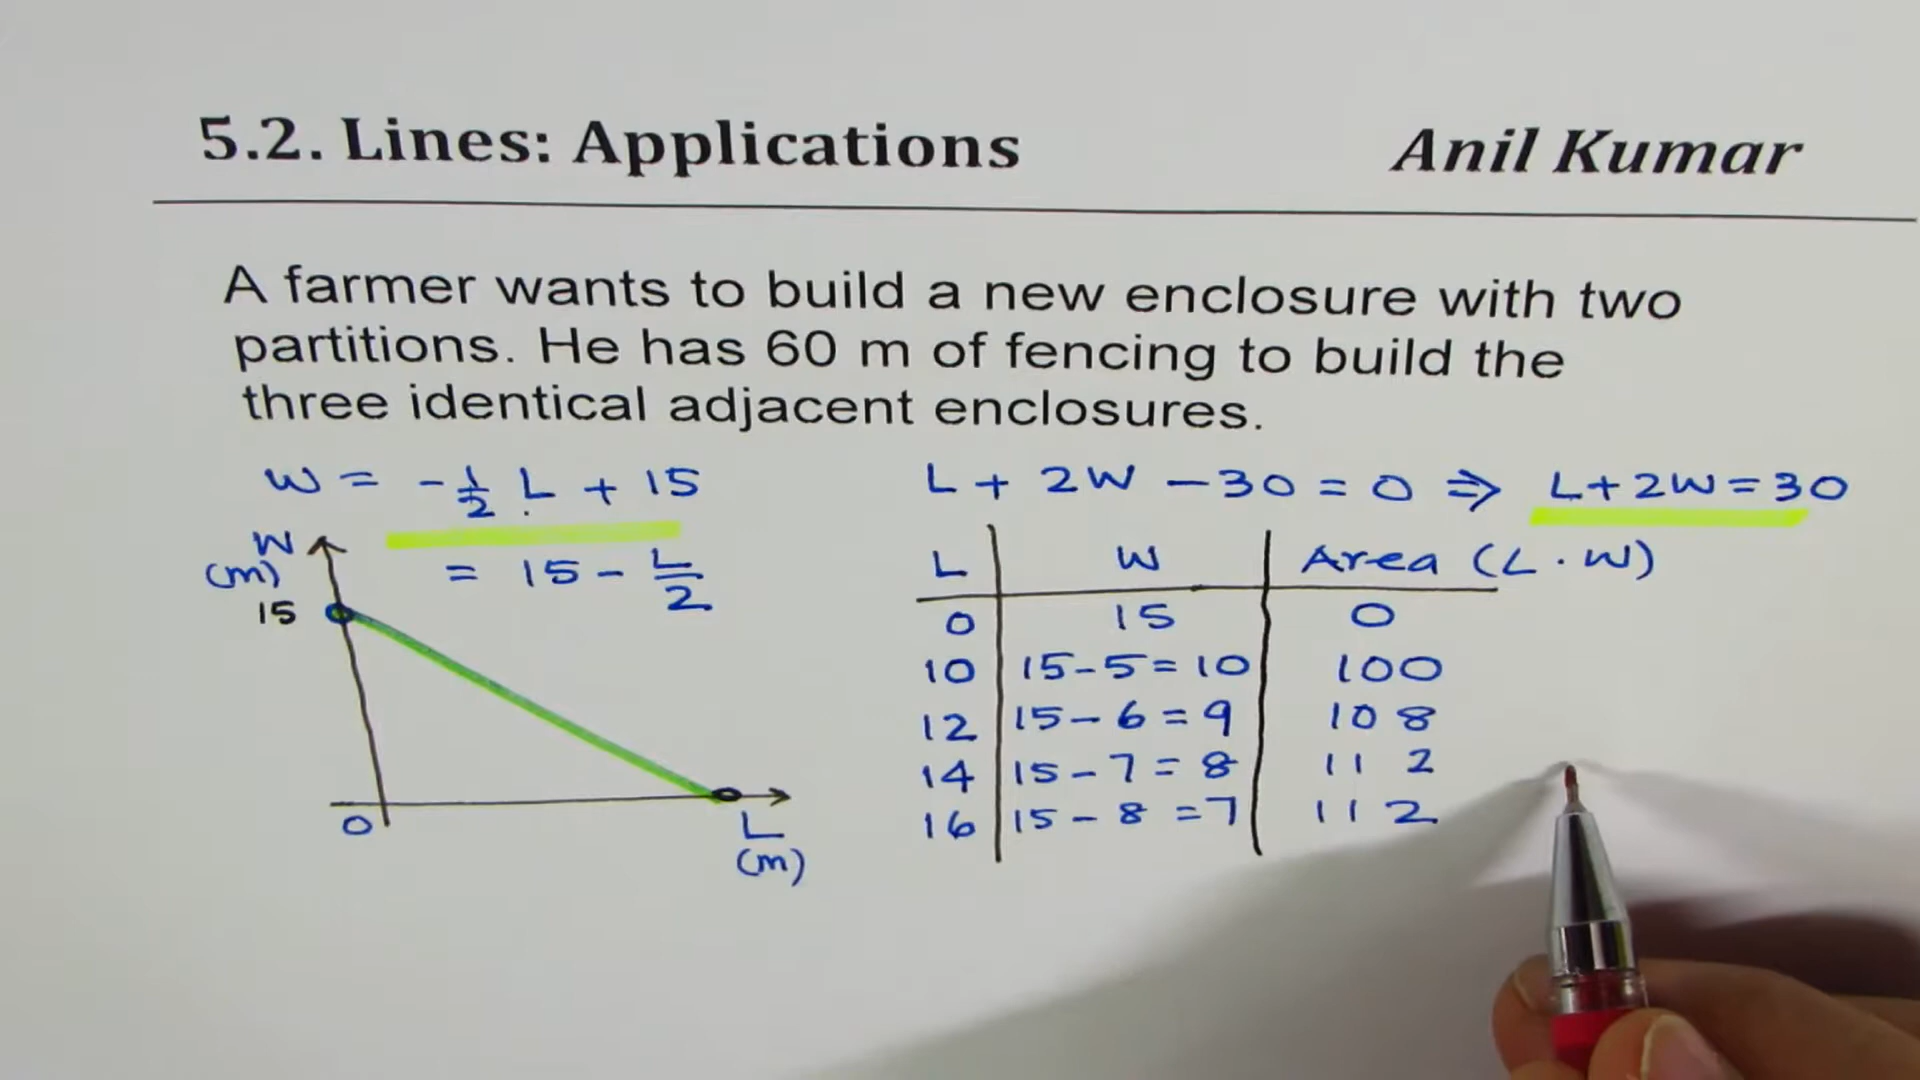 5.2. Lines: Applications Anil Kumar
A farmer wants to build a new enclosure with two
partitions. He has 60 m of fencing to build the
three identical adjacent enclosures.
W = -1/2 L + 15
= 15 - L/2
W
(m)
15
0
L
(m)
L + 2W - 30 = 0 ⇒ L + 2W = 30
L W Area (L · W)
0 15 0
10 15 - 5 = 10 100
12 15 - 6 = 9 108
14 15 - 7 = 8 112
16 15 - 8 = 7 112